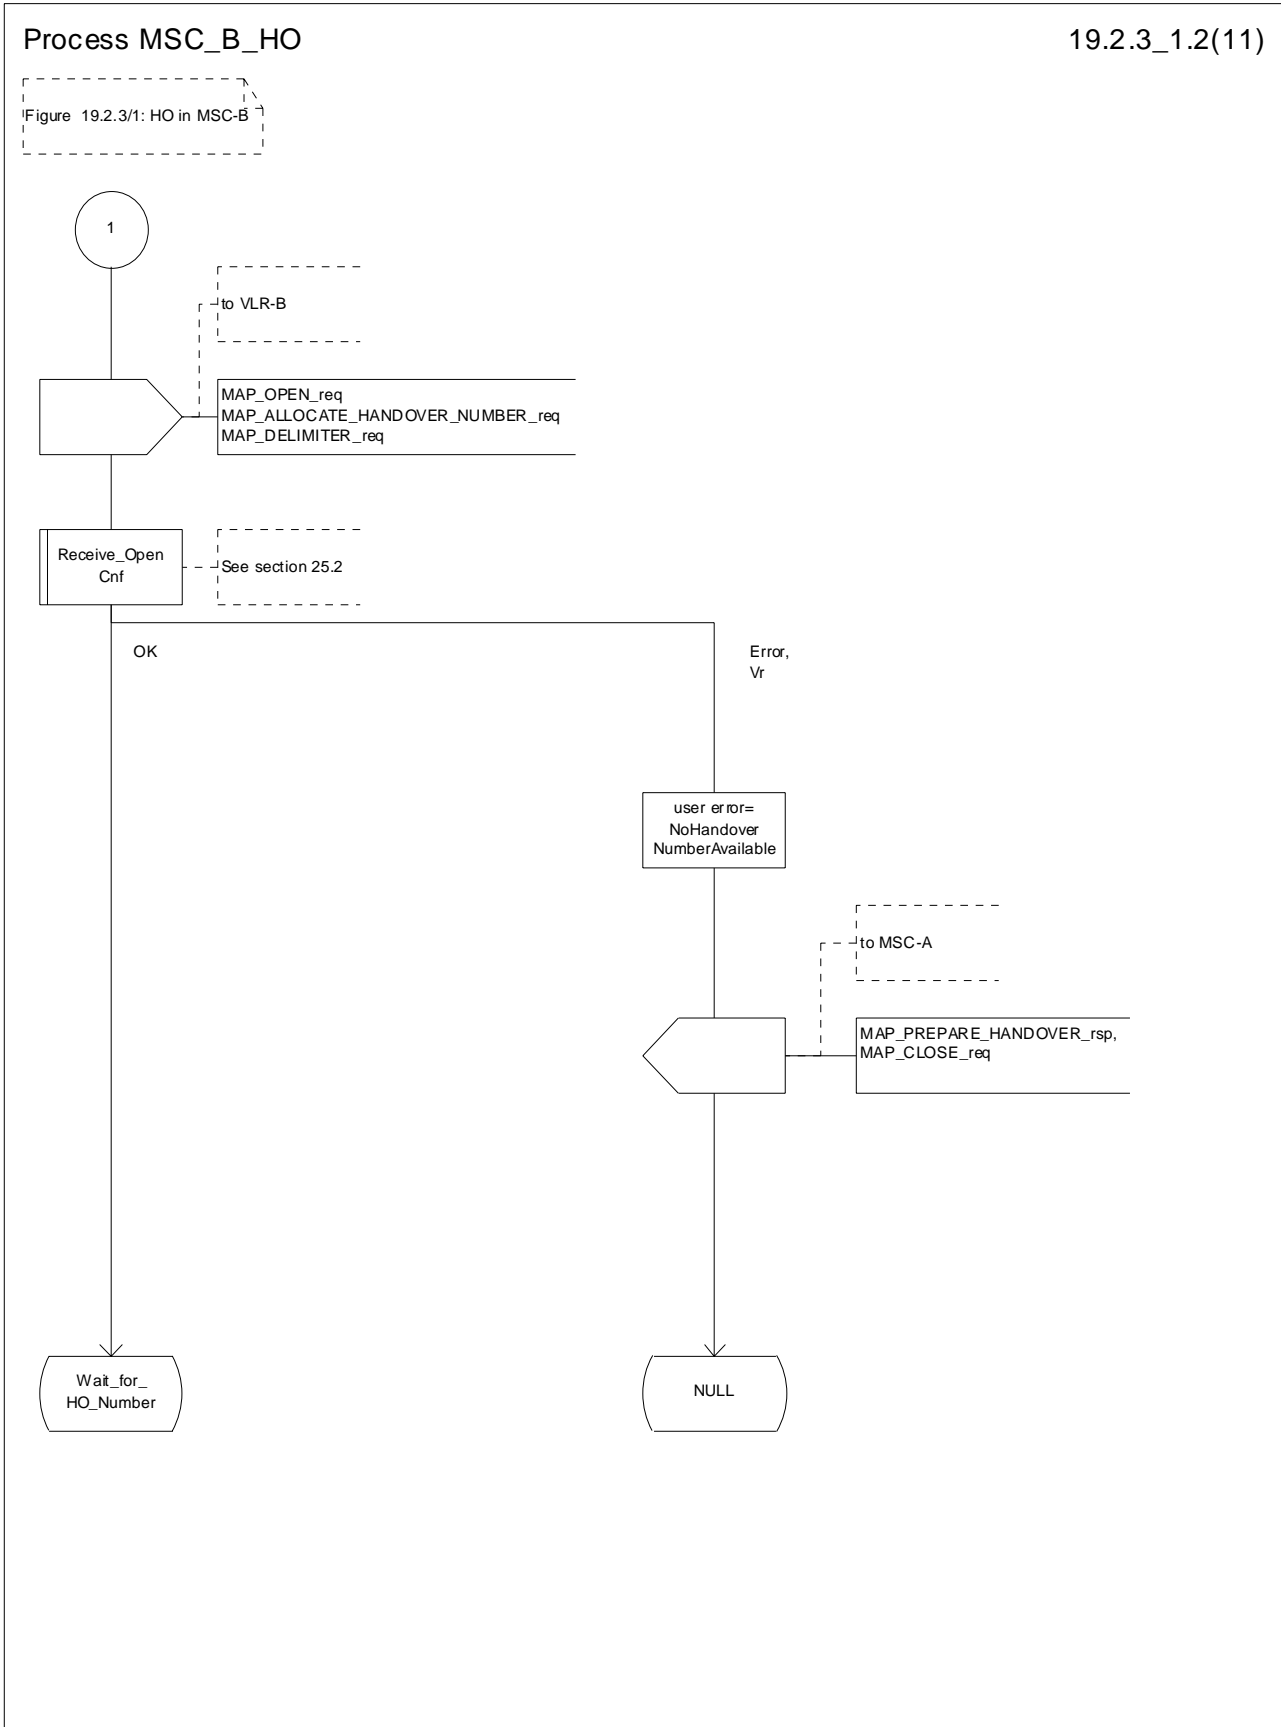 Process MSC_B_HO
19.2.3_1.2(11)
Figure 19.2.3/1: HO in MSC-B
1
to VLR-B
MAP_OPEN_req
MAP_ALLOCATE_HANDOVER_NUMBER_req
MAP_DELIMITER_req
Receive_Open
Cnf
See section 25.2
OK
Error,
Vr
user error=
NoHandover
NumberAvailable
to MSC-A
MAP_PREPARE_HANDOVER_rsp,
MAP_CLOSE_req
Wait_for_
HO_Number
NULL